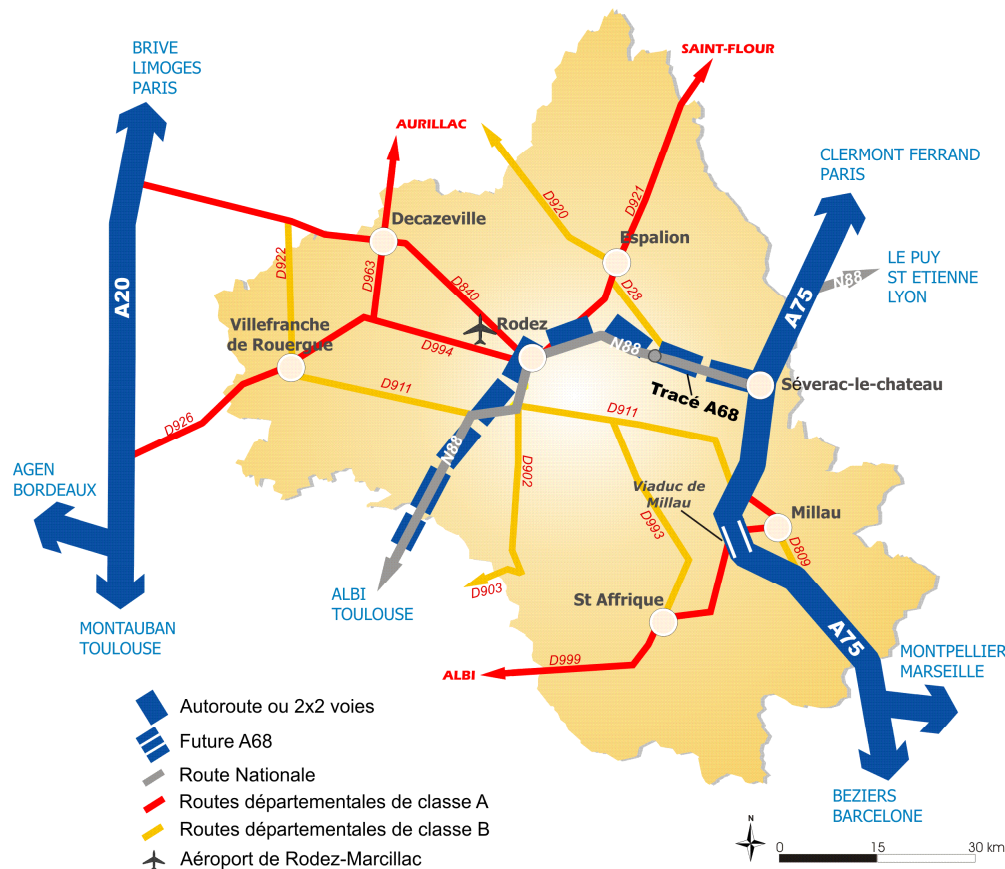 SAINT-FLOUR
BRIVE
LIMOGES
PARIS
AURILLAC
CLERMONT FERRAND
PARIS
D920
D921
Decazeville
Espalion
LE PUY
ST ETIENNE
LYON
N88
D922
D963
D840
D28
A20
A75
Villefranche
de Rouergue
Rodez
D994
N88
Tracé A68
Séverac-le-chateau
D911
D911
D926
N88
D902
AGEN
BORDEAUX
Viaduc de
Millau
Millau
D993
D809
D903
ALBI
TOULOUSE
St Affrique
MONTAUBAN
TOULOUSE
A75
D999
ALBI
MONTPELLIER
MARSEILLE
Autoroute ou 2x2 voies
Future A68
Route Nationale
Routes départementales de classe A
Routes départementales de classe B
Aéroport de Rodez-Marcillac
BEZIERS
BARCELONE
N
0 15 30 km